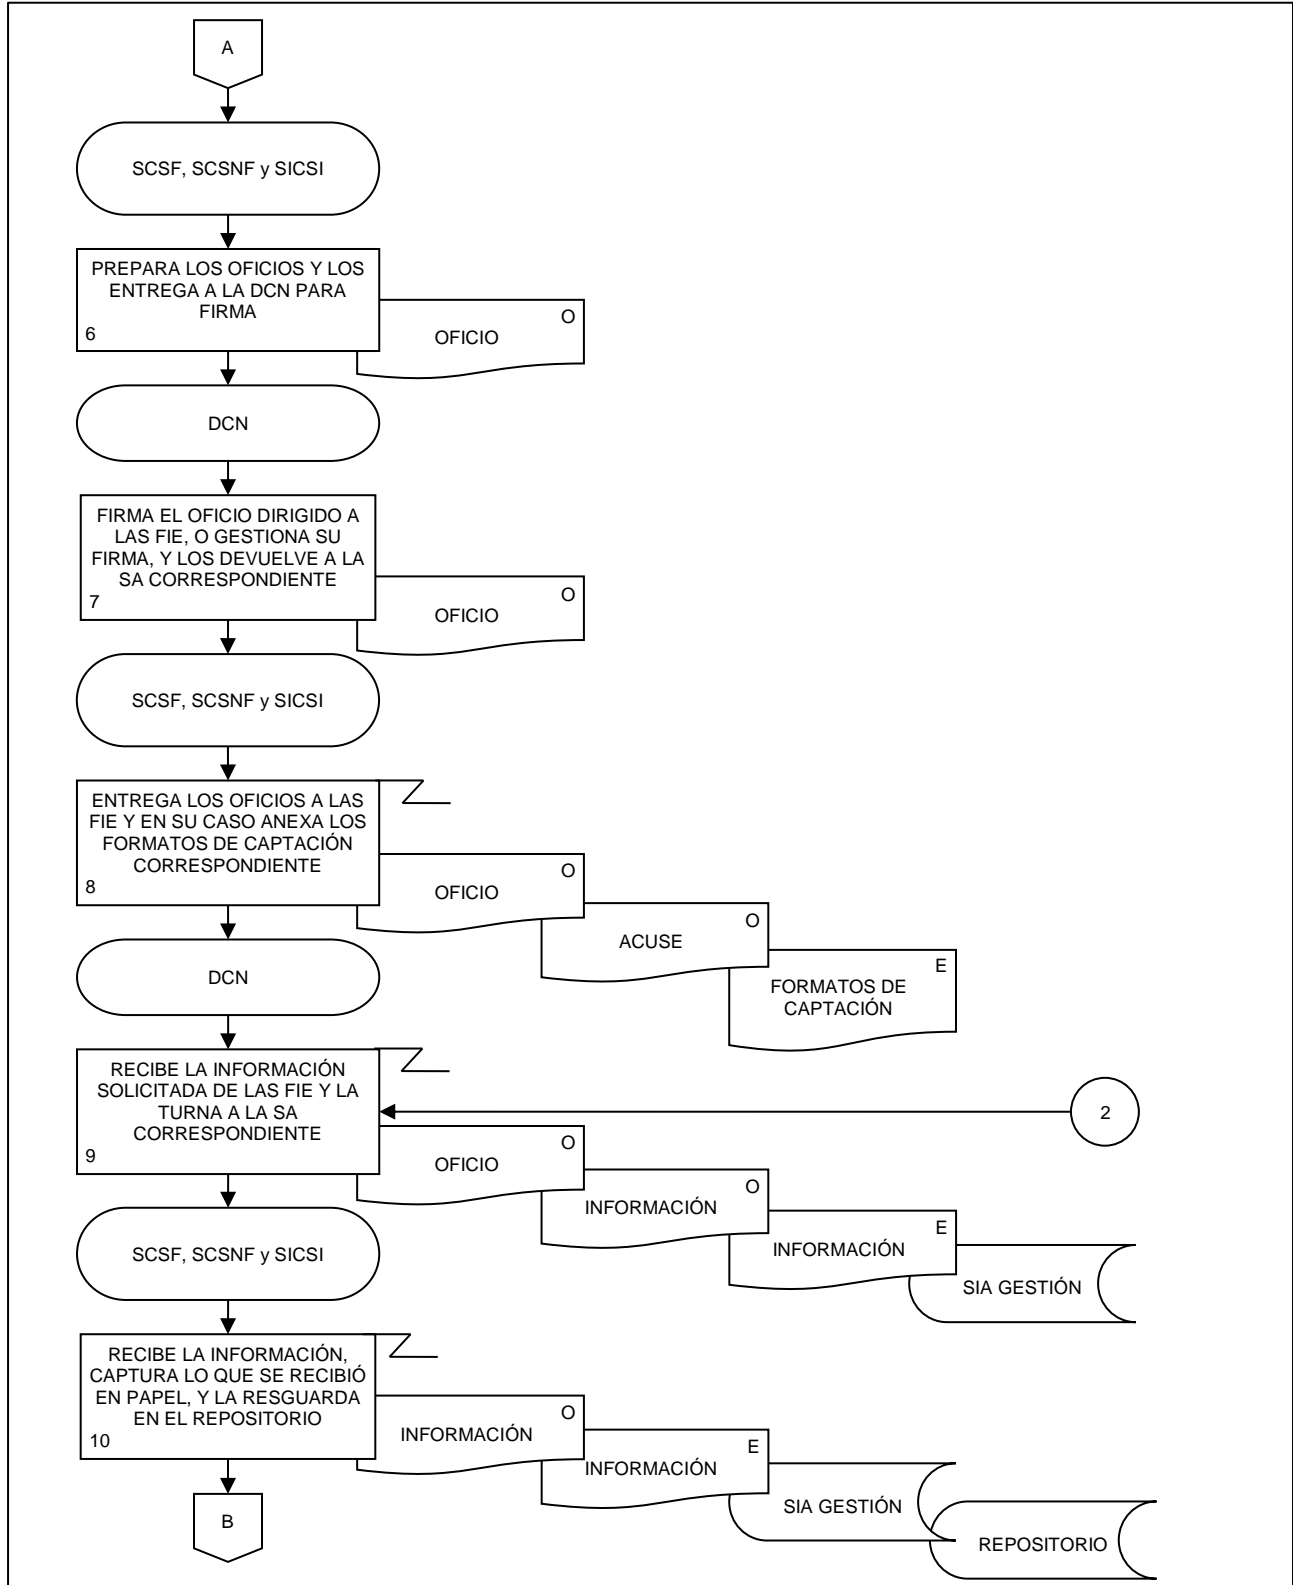 A
SCSF, SCSNF y SICSI
PREPARA LOS OFICIOS Y LOS
ENTREGA A LA DCN PARA
FIRMA
6
OFICIO
O
DCN
FIRMA EL OFICIO DIRIGIDO A
LAS FIE, O GESTIONA SU
FIRMA, Y LOS DEVUELVE A LA
SA CORRESPONDIENTE
7
OFICIO
O
SCSF, SCSNF y SICSI
ENTREGA LOS OFICIOS A LAS
FIE Y EN SU CASO ANEXA LOS
FORMATOS DE CAPTACIÓN
CORRESPONDIENTE
8
OFICIO
O
ACUSE
O
FORMATOS DE
CAPTACIÓN
E
DCN
RECIBE LA INFORMACIÓN
SOLICITADA DE LAS FIE Y LA
TURNA A LA SA
CORRESPONDIENTE
9
2
OFICIO
O
INFORMACIÓN
O
INFORMACIÓN
E
SIA GESTIÓN
SCSF, SCSNF y SICSI
RECIBE LA INFORMACIÓN,
CAPTURA LO QUE SE RECIBIÓ
EN PAPEL, Y LA RESGUARDA
EN EL REPOSITORIO
10
INFORMACIÓN
O
INFORMACIÓN
E
SIA GESTIÓN
REPOSITORIO
B